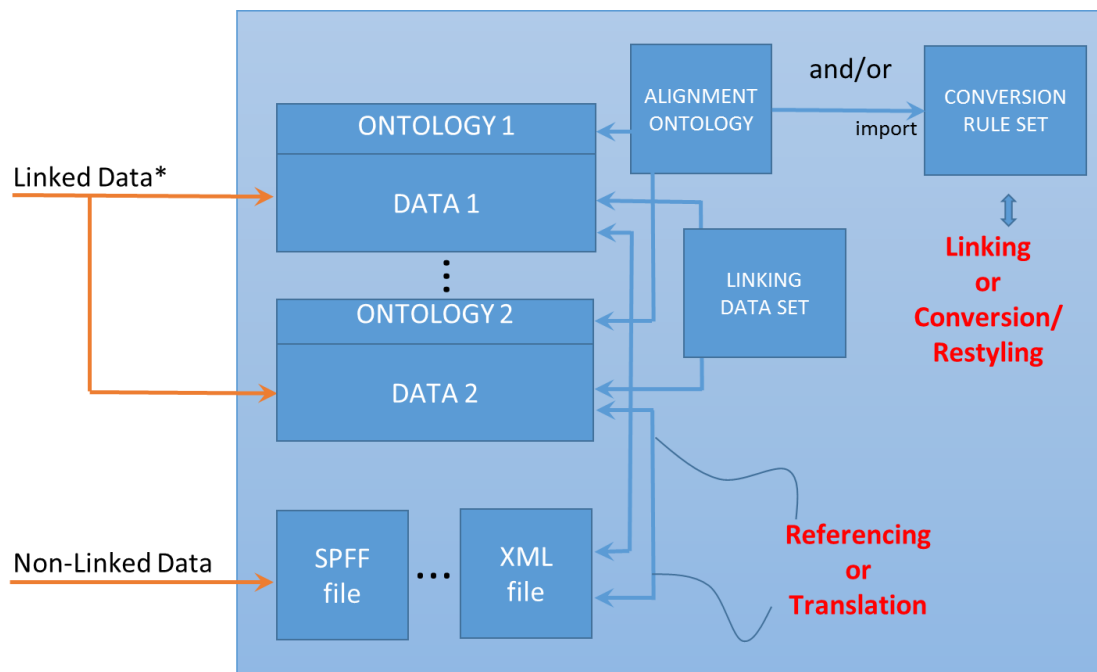 ALIGNMENT
ONTOLOGY
and/or
import
CONVERSION
RULE SET
ONTOLOGY 1
DATA 1
Linked Data*
ONTOLOGY 2
DATA 2
LINKING
DATA SET
Linking
or
Conversion/
Restyling
Non-Linked Data
SPFF
file
XML
file
Referencing
or
Translation